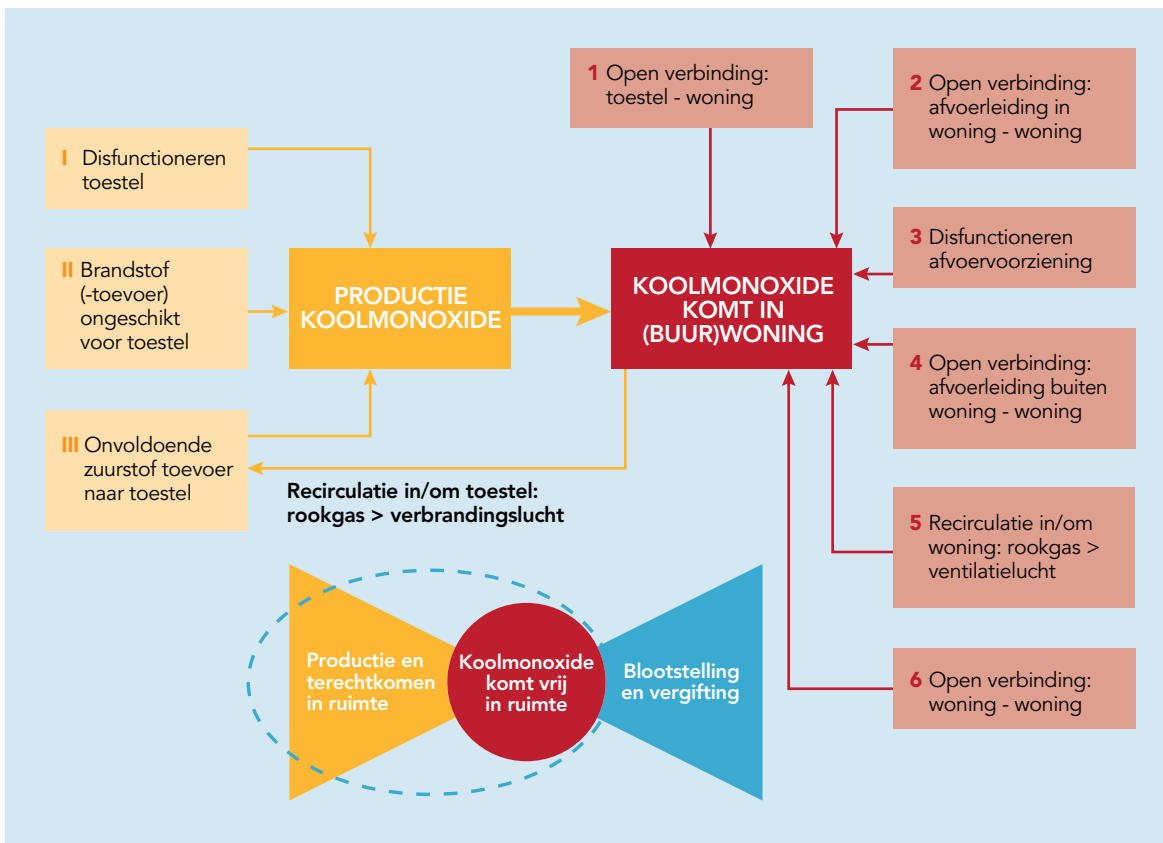 I Disfunctioneren
toestel
II Brandstof
(-toevoer)
ongeschikt
voor toestel
III Onvoldoende
zuurstof toevoer
naar toestel
PRODUCTIE
KOOLMONOXIDE
Recirculatie in/om toestel:
rookgas > verbrandingslucht
1 Open verbinding:
toestel - woning
KOOLMONOXIDE
KOMT IN
(BUUR)WONING
2 Open verbinding:
afvoerleiding in
woning - woning
3 Disfunctioneren
afvoervoorziening
4 Open verbinding:
afvoerleiding buiten
woning - woning
5 Recirculatie in/om
woning: rookgas >
ventilatielucht
6 Open verbinding:
woning - woning
Productie en
terechtkomen
in ruimte
Koolmonoxide
komt vrij
in ruimte
Blootstelling
en vergifting